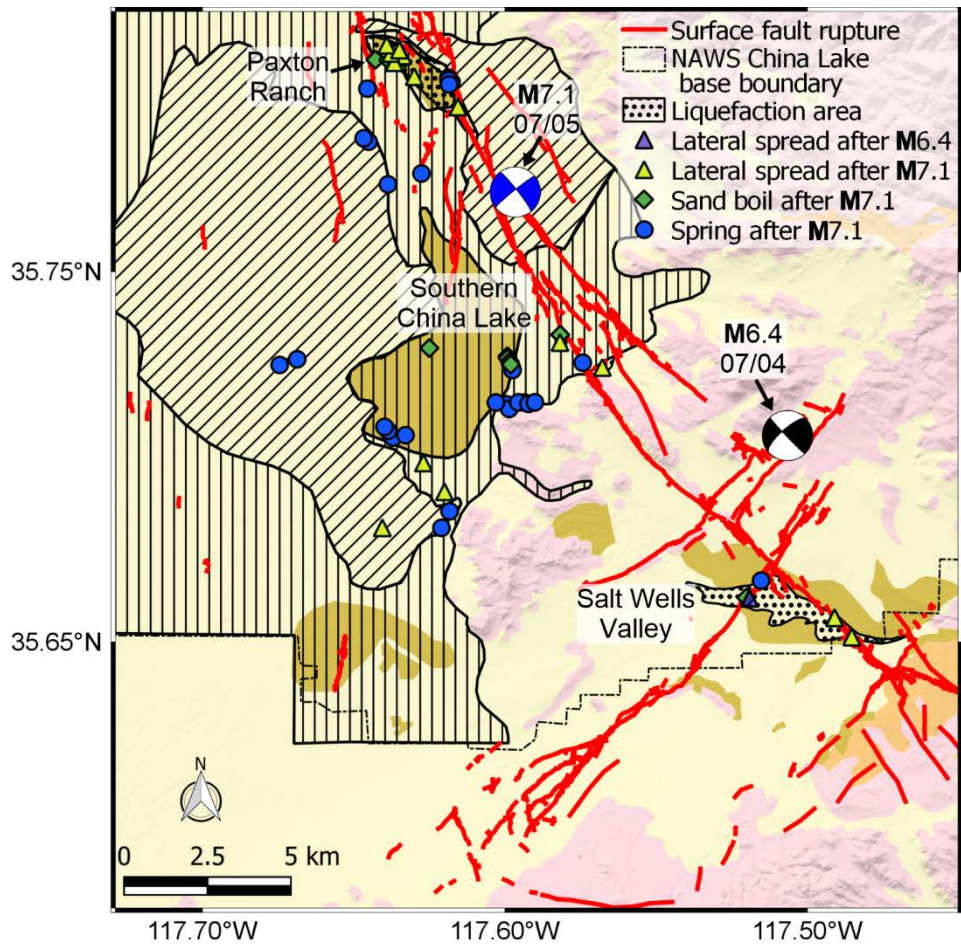 Paxton
Ranch
M7.1
07/05
Surface fault rupture
NAWS China Lake
base boundary
Liquefaction area
Lateral spread after M6.4
Lateral spread after M7.1
Sand boil after M7.1
Spring after M7.1
35.75°N
Southern
China Lake
M6.4
07/04
Salt Wells
Valley
35.65°N
N
0 2.5 5 km
117.70°W 117.60°W 117.50°W